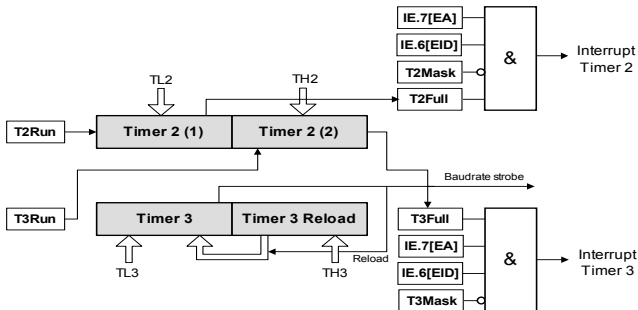 IE.7[EA]
IE.6[EID]
T2Mask
T2Full
&
Interrupt
Timer 2
TL2
TH2
T2Run
Timer 2 (1)
Timer 2 (2)
Baudrate strobe
T3Run
Timer 3
Timer 3 Reload
TL3
TH3
Reload
T3Full
IE.7[EA]
IE.6[EID]
T3Mask
&
Interrupt
Timer 3